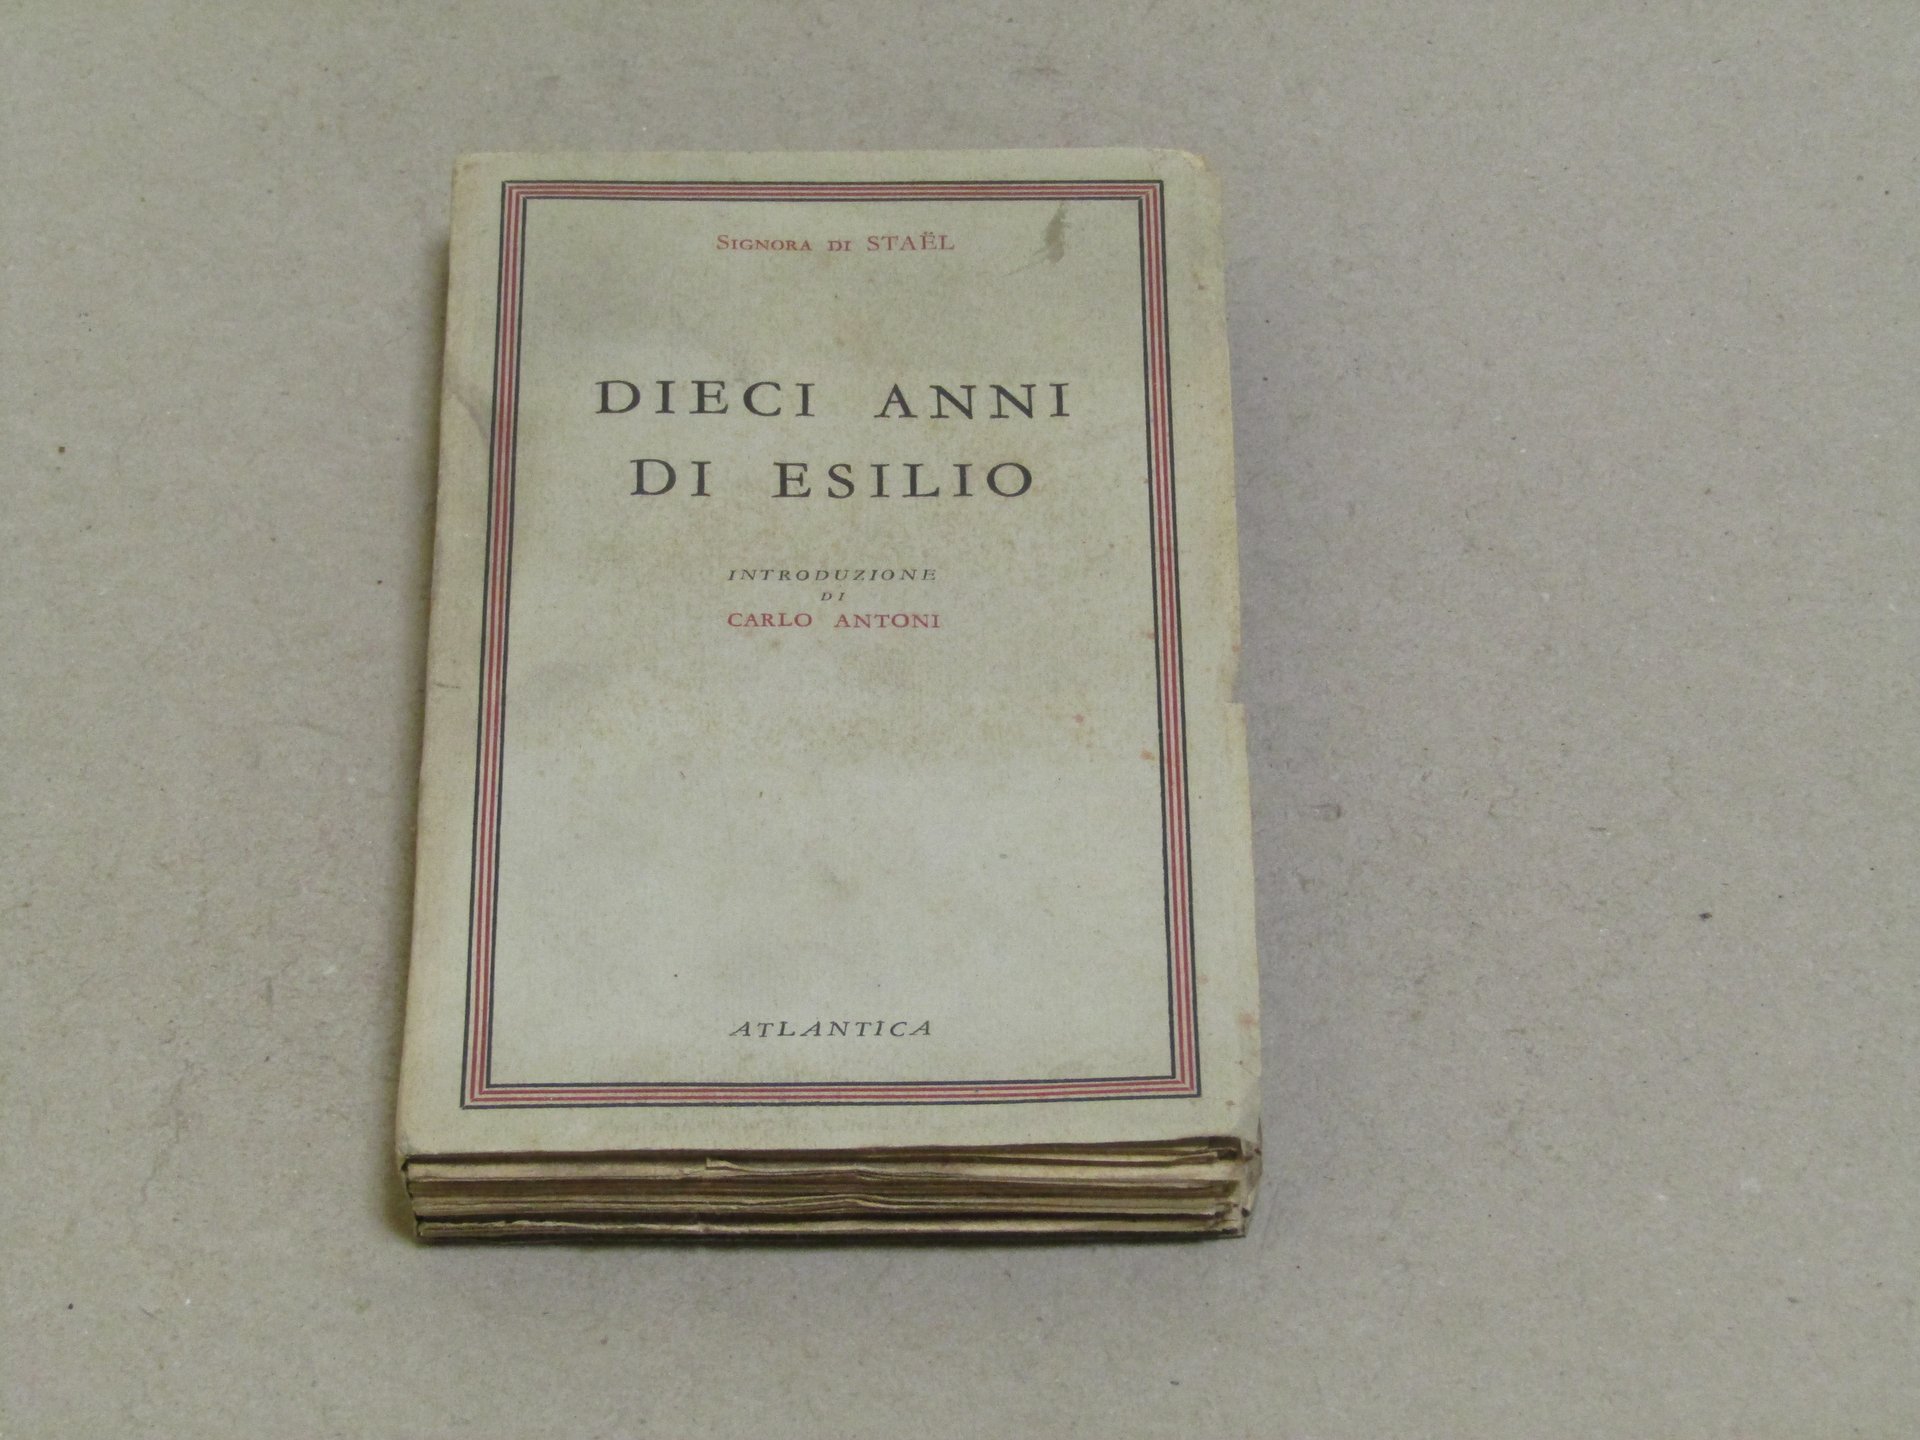 SIGNORA DI STAËL
DIECI ANNI
DI ESILIO
INTRODUZIONE
DI
CARLO ANTONI
ATLANTICA